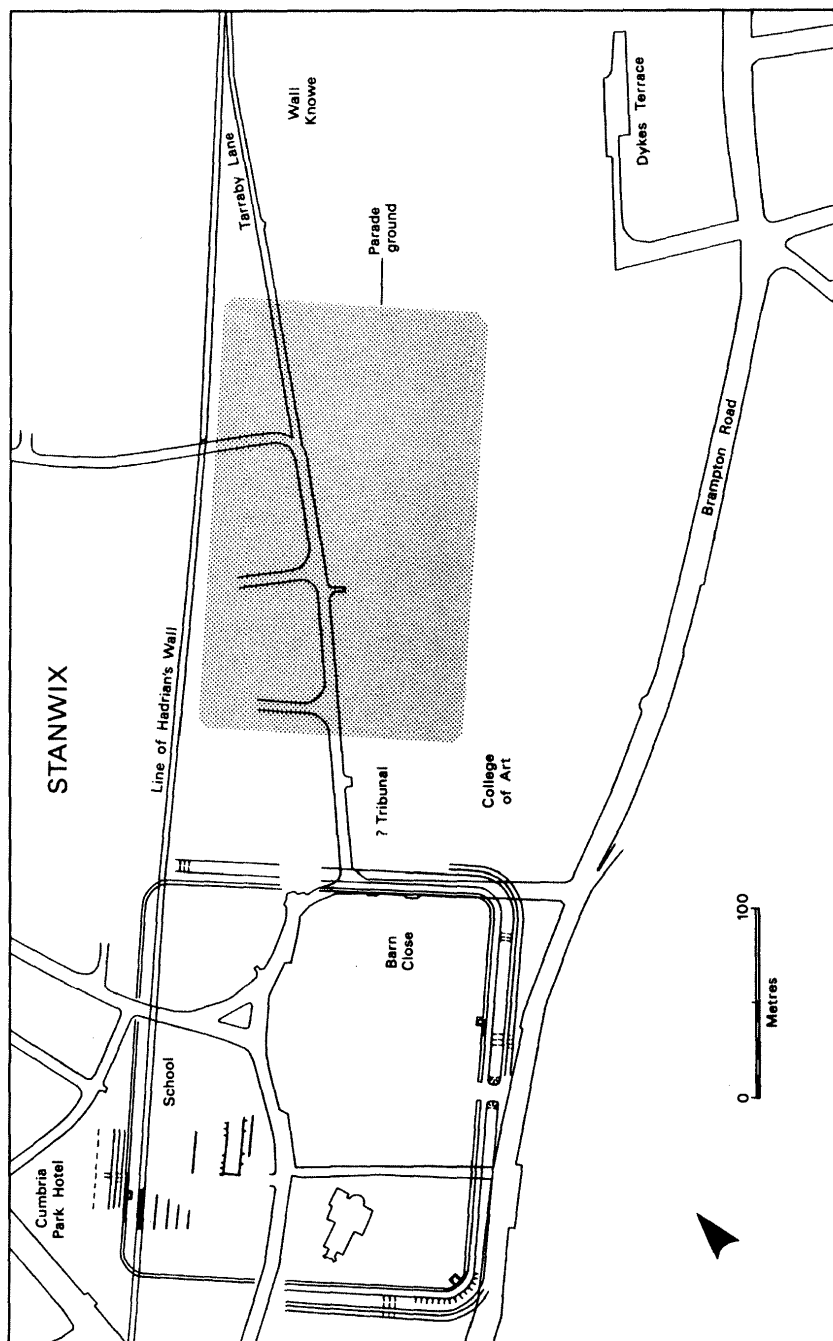 STANWIX
Line of Hadrian's Wall
Tarraby Lane
Wall
Knowe
Parade
ground
Dykes Terrace
Brampton Road
? Tribunal
College
of Art
Barn
Close
School
Cumbria
Park Hotel
0
100
Metres